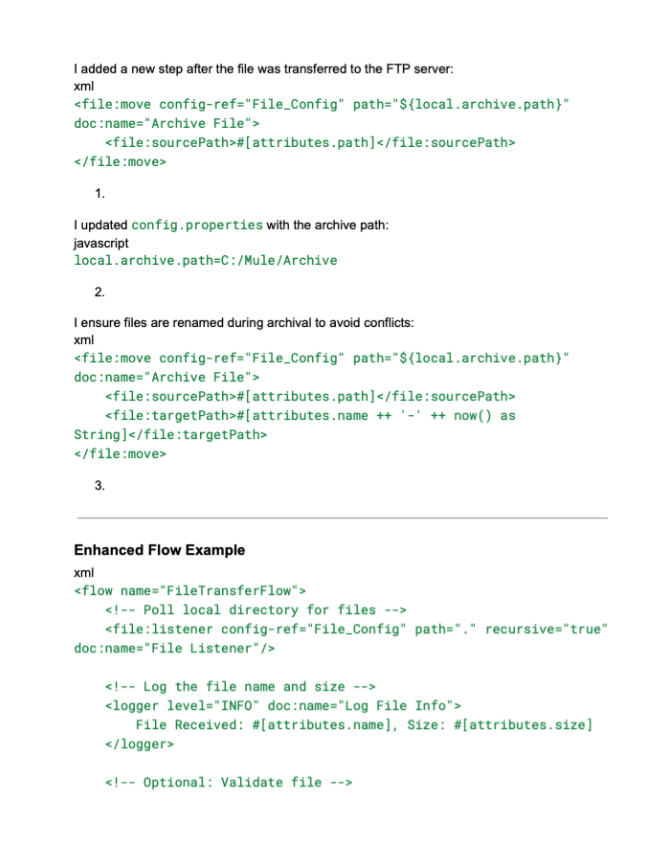 I added a new step after the file was transferred to the FTP server:
xml
<file:move config-ref="File_Config" path="${local.archive.path}"
doc:name="Archive File">
    <file:sourcePath>#[attributes.path]</file:sourcePath>
</file:move>
1.
I updated config.properties with the archive path:
javascript
local.archive.path=C:/Mule/Archive
2.
I ensure files are renamed during archival to avoid conflicts:
xml
<file:move config-ref="File_Config" path="${local.archive.path}"
doc:name="Archive File">
    <file:sourcePath>#[attributes.path]</file:sourcePath>
    <file:targetPath>#[attributes.name ++ '-' ++ now() as
String]</file:targetPath>
</file:move>
3.
Enhanced Flow Example
xml
<flow name="FileTransferFlow">
    <!-- Poll local directory for files -->
    <file:listener config-ref="File_Config" path="." recursive="true"
doc:name="File Listener"/>
    <!-- Log the file name and size -->
    <logger level="INFO" doc:name="Log File Info">
        File Received: #[attributes.name], Size: #[attributes.size]
    </logger>
    <!-- Optional: Validate file -->